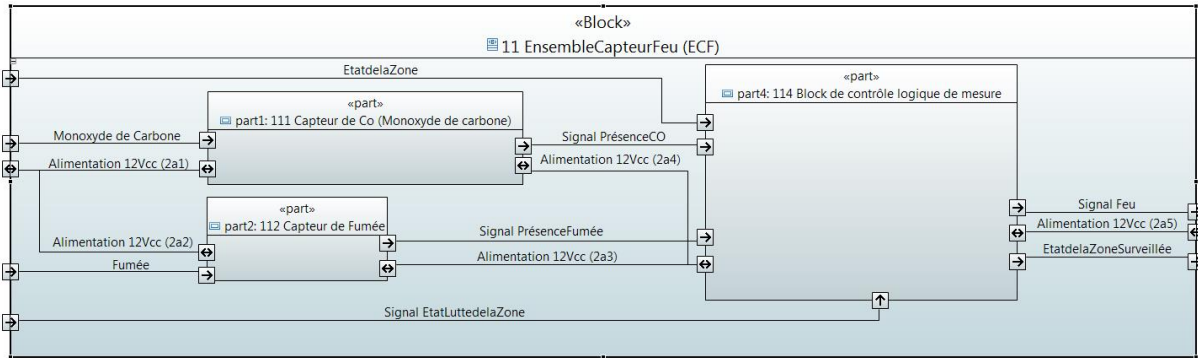 «Block»
11 EnsembleCapteurFeu (ECF)
EtatdelaZone
«part»
part4: 114 Block de contrôle logique de mesure
«part»
part1: 111 Capteur de Co (Monoxyde de carbone)
Monoxyde de Carbone
Signal PrésenceCO
Alimentation 12Vcc (2a1)
Alimentation 12Vcc (2a4)
«part»
part2: 112 Capteur de Fumée
Signal Feu
Alimentation 12Vcc (2a5)
Signal PrésenceFumée
Alimentation 12Vcc (2a2)
EtatdelaZoneSurveillée
Alimentation 12Vcc (2a3)
Fumée
Signal EtatLuttedelaZone